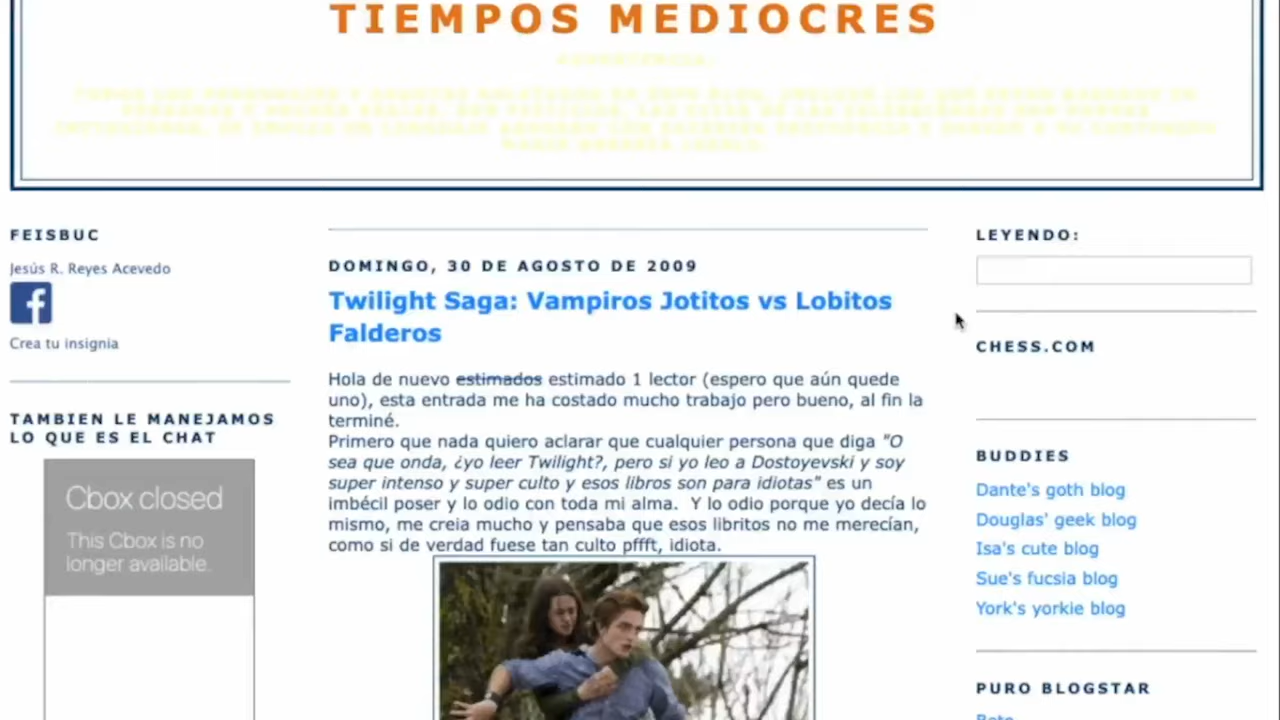 TIEMPOS MEDIOCRES
FEISBUC
Jesús R. Reyes Acevedo
Crea tu insignia
TAMBIEN LE MANEJAMOS
LO QUE ES EL CHAT
Cbox closed
This Cbox is no
longer available.
DOMINGO, 30 DE AGOSTO DE 2009
Twilight Saga: Vampiros Jotitos vs Lobitos
Falderos
Hola de nuevo estimados estimado 1 lector (espero que aún quede
uno), esta entrada me ha costado mucho trabajo pero bueno, al fin la
terminé.
Primero que nada quiero aclarar que cualquier persona que diga "O
sea que onda, ¿yo leer Twilight?, pero si yo leo a Dostoyevski y soy
super intenso y super culto y esos libros son para idiotas" es un
imbécil poser y lo odio con toda mi alma. Y lo odio porque yo decía lo
mismo, me creia mucho y pensaba que esos libritos no me merecían,
como si de verdad fuese tan culto pffft, idiota.
LEYENDO:
CHESS.COM
BUDDIES
Dante's goth blog
Douglas' geek blog
Isa's cute blog
Sue's fucsia blog
York's yorkie blog
PURO BLOGSTAR